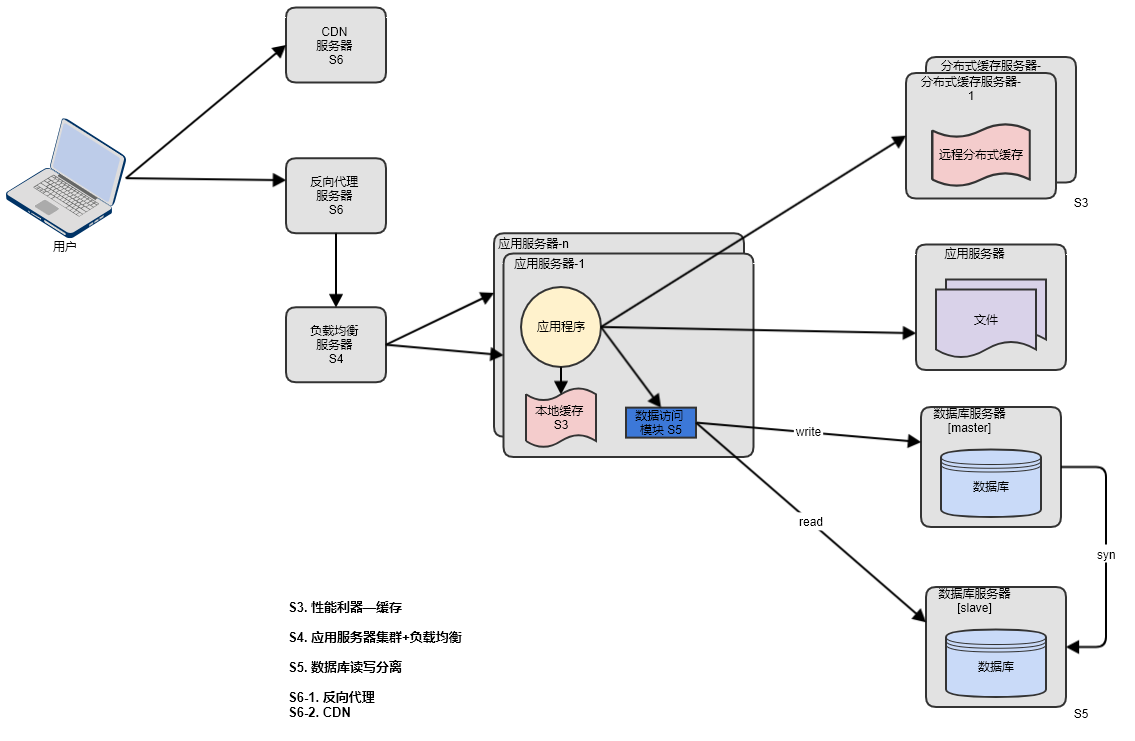 CDN
服务器
S6
用户
反向代理
服务器
S6
负载均衡
服务器
S4
应用服务器-n
应用服务器-1
应用程序
本地缓存
S3
数据访问
模块 S5
分布式缓存服务器-
分布式缓存服务器-
1
远程分布式缓存
S3
应用服务器
文件
write
数据库服务器
[master]
数据库
read
syn
数据库服务器
[slave]
数据库
S5
S3. 性能利器—缓存
S4. 应用服务器集群+负载均衡
S5. 数据库读写分离
S6-1. 反向代理
S6-2. CDN